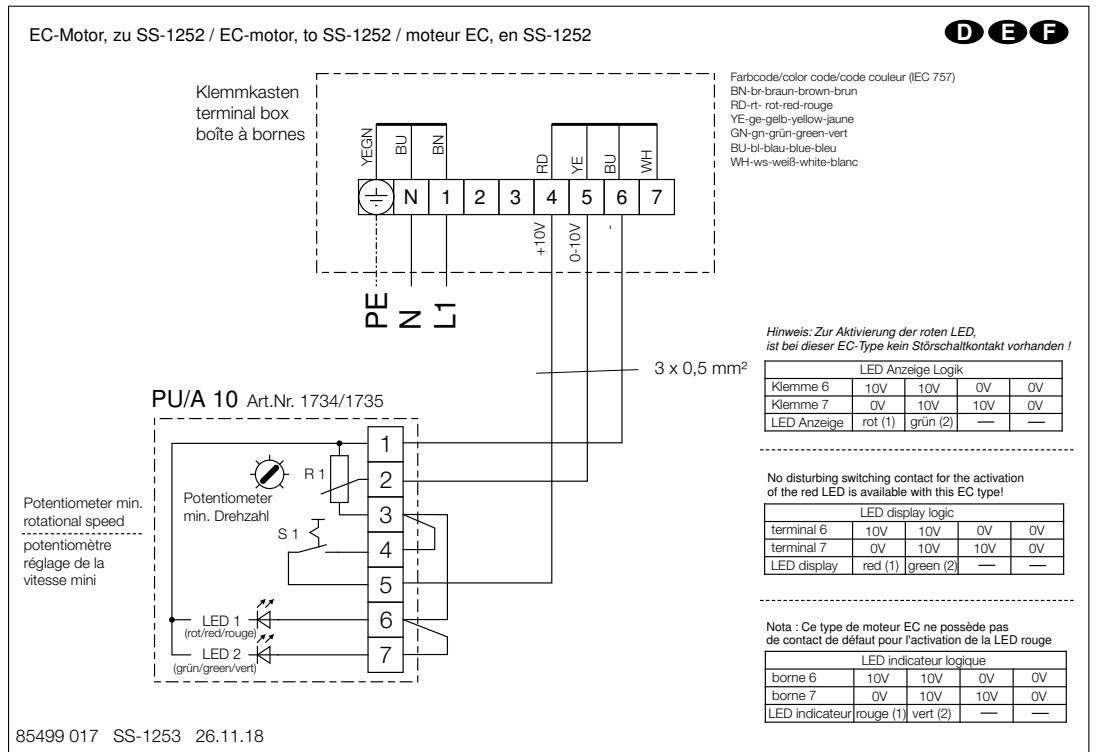 EC-Motor, zu SS-1252 / EC-motor, to SS-1252 / moteur EC, en SS-1252
D E F
Klemmkasten
terminal box
boîte à bornes
Farbcode/color code/code couleur (IEC 757)
BN-br-braun-brown-brun
RD-rt- rot-red-rouge
YE-ge-gelb-yellow-jaune
GN-gn-grün-green-vert
BU-bl-blau-blue-bleu
WH-ws-weiß-white-blanc
YEGN BU BN RD YE BU WH
N 1 2 3 4 5 6 7
+10V 0-10V -
PE N L1
3 x 0,5 mm²
Hinweis: Zur Aktivierung der roten LED,
ist bei dieser EC-Type kein Störschaltkontakt vorhanden !
LED Anzeige Logik
Klemme 6 10V 10V 0V 0V
Klemme 7 0V 10V 10V 0V
LED Anzeige rot (1) grün (2) — —
No disturbing switching contact for the activation
of the red LED is available with this EC type!
LED display logic
terminal 6 10V 10V 0V 0V
terminal 7 0V 10V 10V 0V
LED display red (1) green (2) — —
Nota : Ce type de moteur EC ne possède pas
de contact de défaut pour l'activation de la LED rouge
LED indicateur logique
borne 6 10V 10V 0V 0V
borne 7 0V 10V 10V 0V
LED indicateur rouge (1) vert (2) — —
PU/A 10 Art.Nr. 1734/1735
Potentiometer min.
rotational speed
potentiomètre
réglage de la
vitesse mini
Potentiometer
min. Drehzahl
R 1
S 1
1
2
3
4
5
6
7
LED 1
(rot/red/rouge)
LED 2
(grün/green/vert)
85499 017 SS-1253 26.11.18